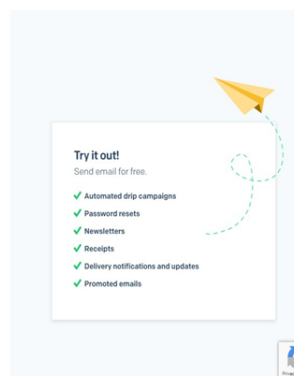 Try it out!
Send email for free.
Automated drip campaigns
Password resets
Newsletters
Receipts
Delivery notifications and updates
Promoted emails